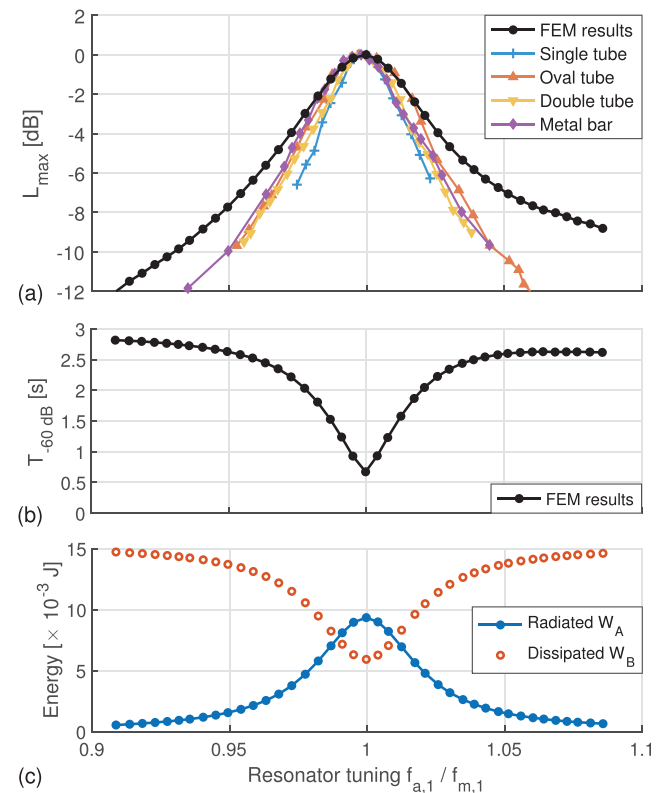 2
0
-2
-4
-6
-8
-10
-12
L_max [dB]
FEM results
Single tube
Oval tube
Double tube
Metal bar
(a)
3
2.5
2
1.5
1
0.5
0
T_-60 dB [s]
FEM results
(b)
15
10
5
0
Energy [× 10^-3 J]
Radiated W_A
Dissipated W_B
0.9
0.95
1
1.05
1.1
(c)
Resonator tuning f_a,1 / f_m,1